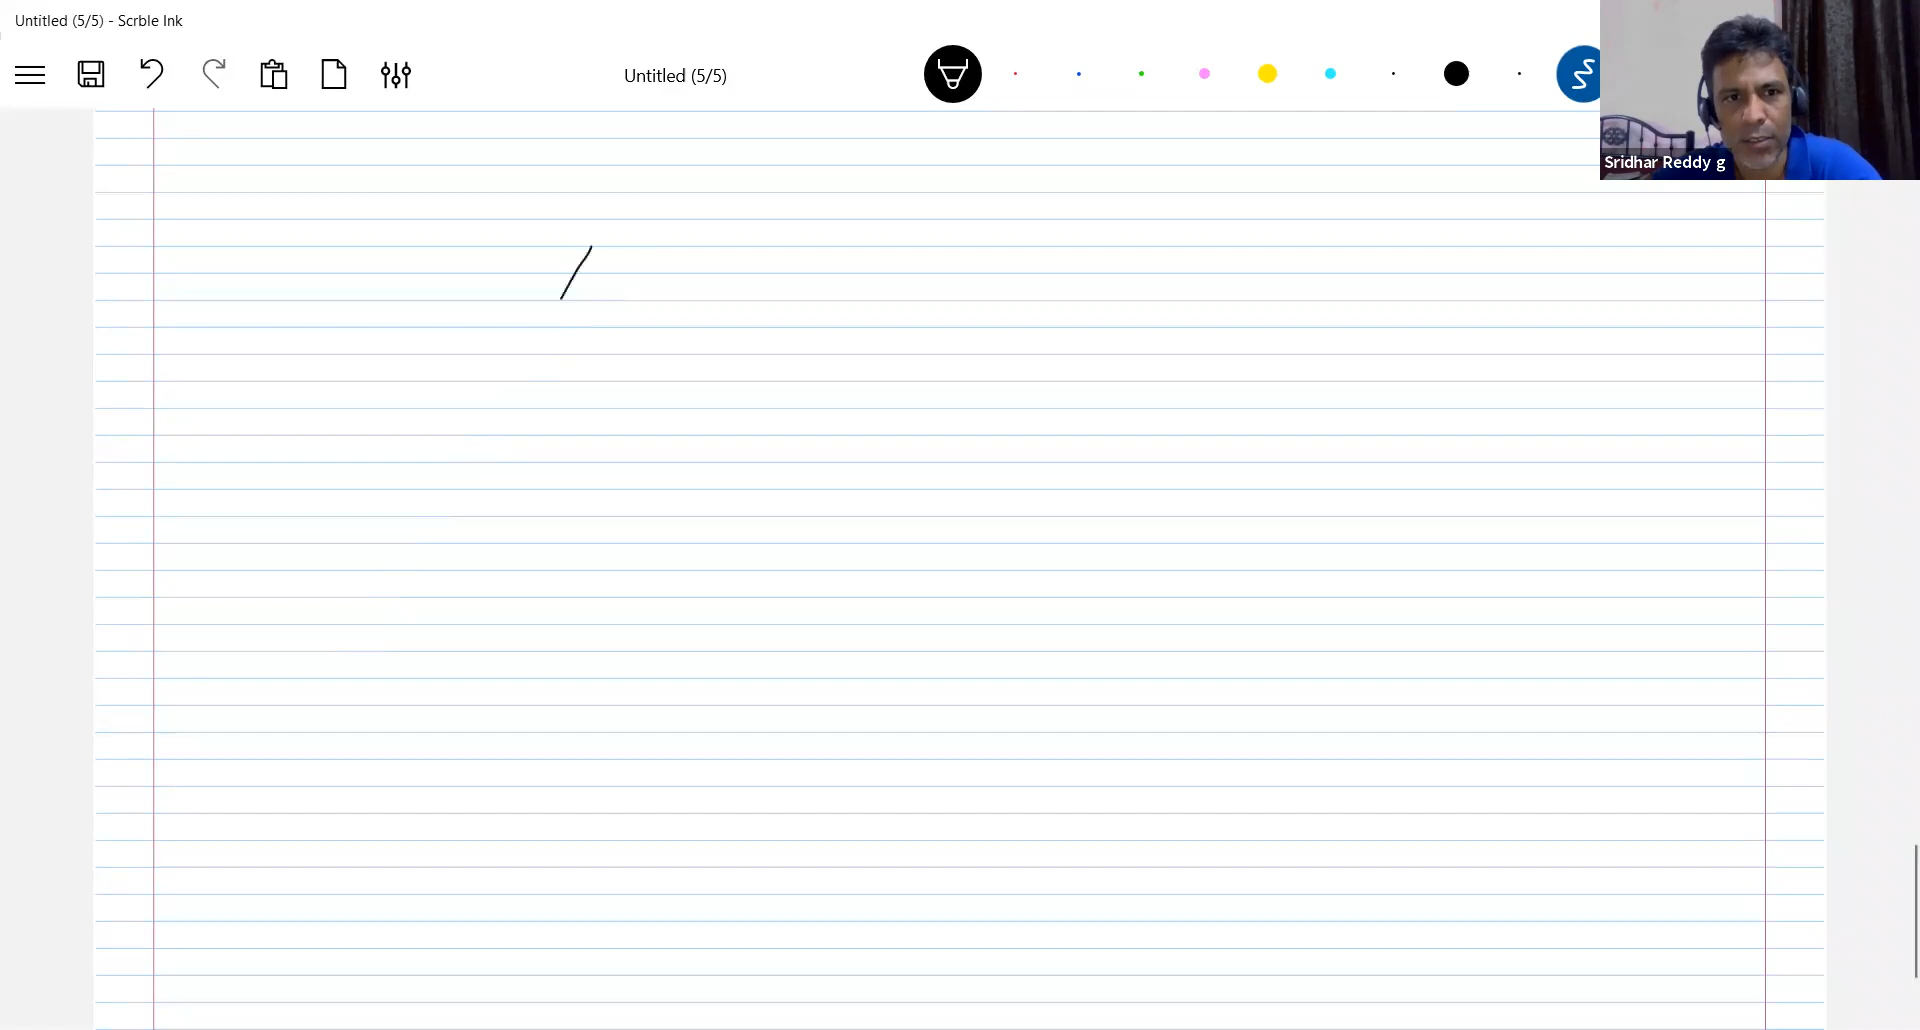 Untitled (5/5) - Scrble Ink
Untitled (5/5)
Sridhar Reddy g